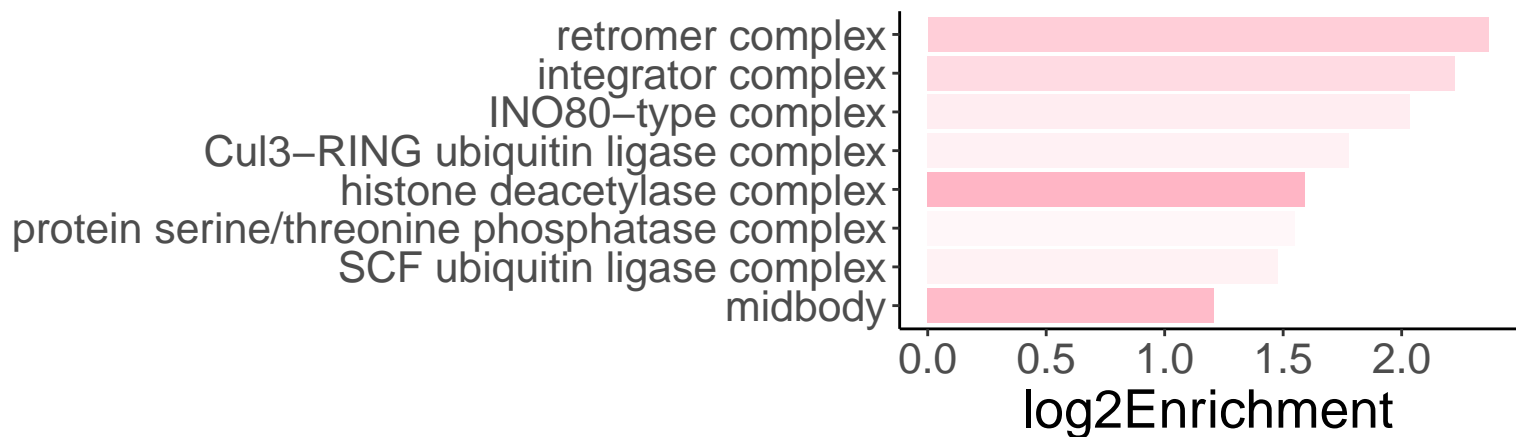 retromer complex
integrator complex
INO80−type complex
Cul3−RING ubiquitin ligase complex
histone deacetylase complex
protein serine/threonine phosphatase complex
SCF ubiquitin ligase complex
midbody
0.0 0.5 1.0 1.5 2.0
log2Enrichment